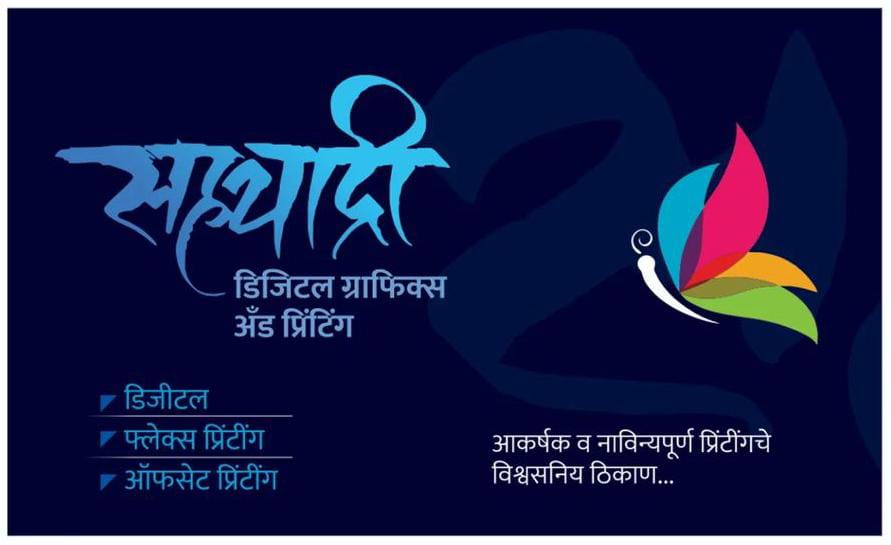 सह्याद्री
डिजिटल ग्राफिक्स
अँड प्रिंटिंग
डिजीटल
फ्लेक्स प्रिंटींग
ऑफसेट प्रिंटींग
आकर्षक व नाविन्यपूर्ण प्रिंटींगचे
विश्वसनिय ठिकाण...